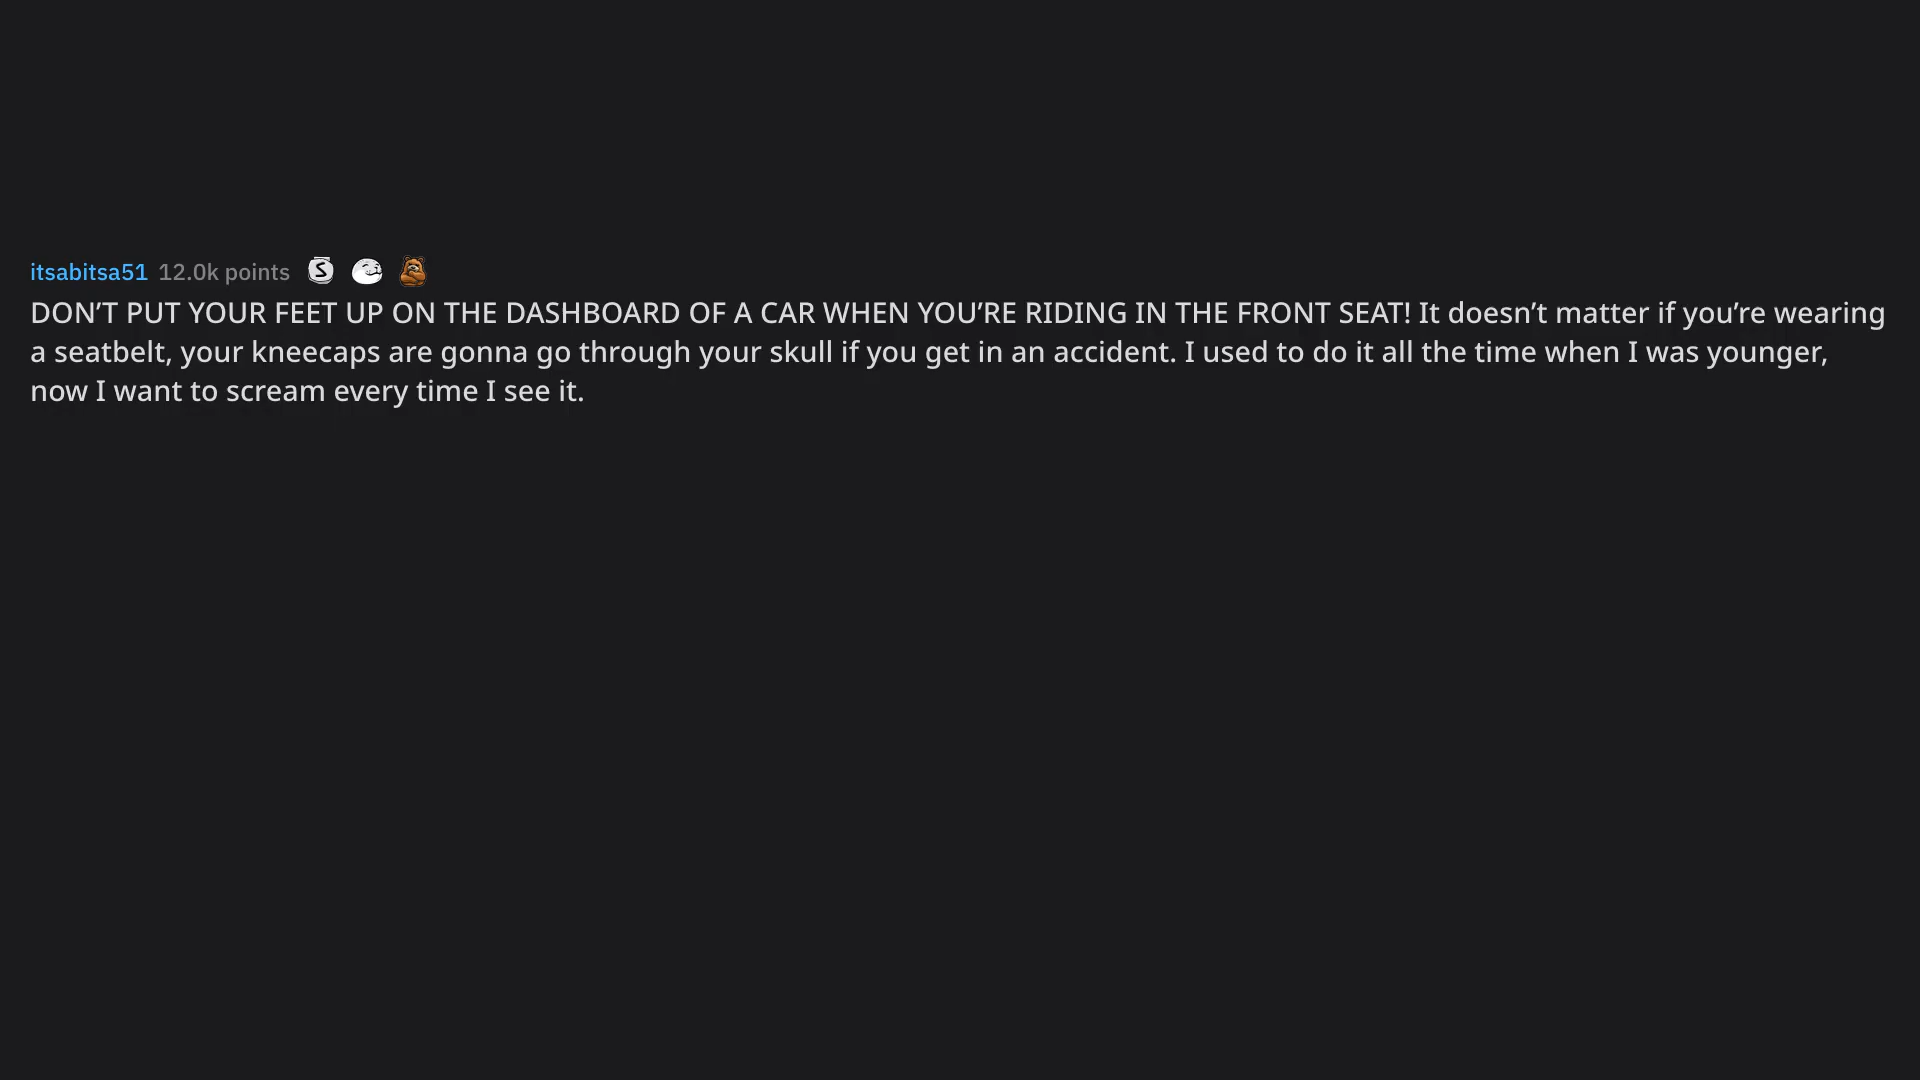 itsabitsa51 12.0k points
DON’T PUT YOUR FEET UP ON THE DASHBOARD OF A CAR WHEN YOU’RE RIDING IN THE FRONT SEAT! It doesn’t matter if you’re wearing
a seatbelt, your kneecaps are gonna go through your skull if you get in an accident. I used to do it all the time when I was younger,
now I want to scream every time I see it.